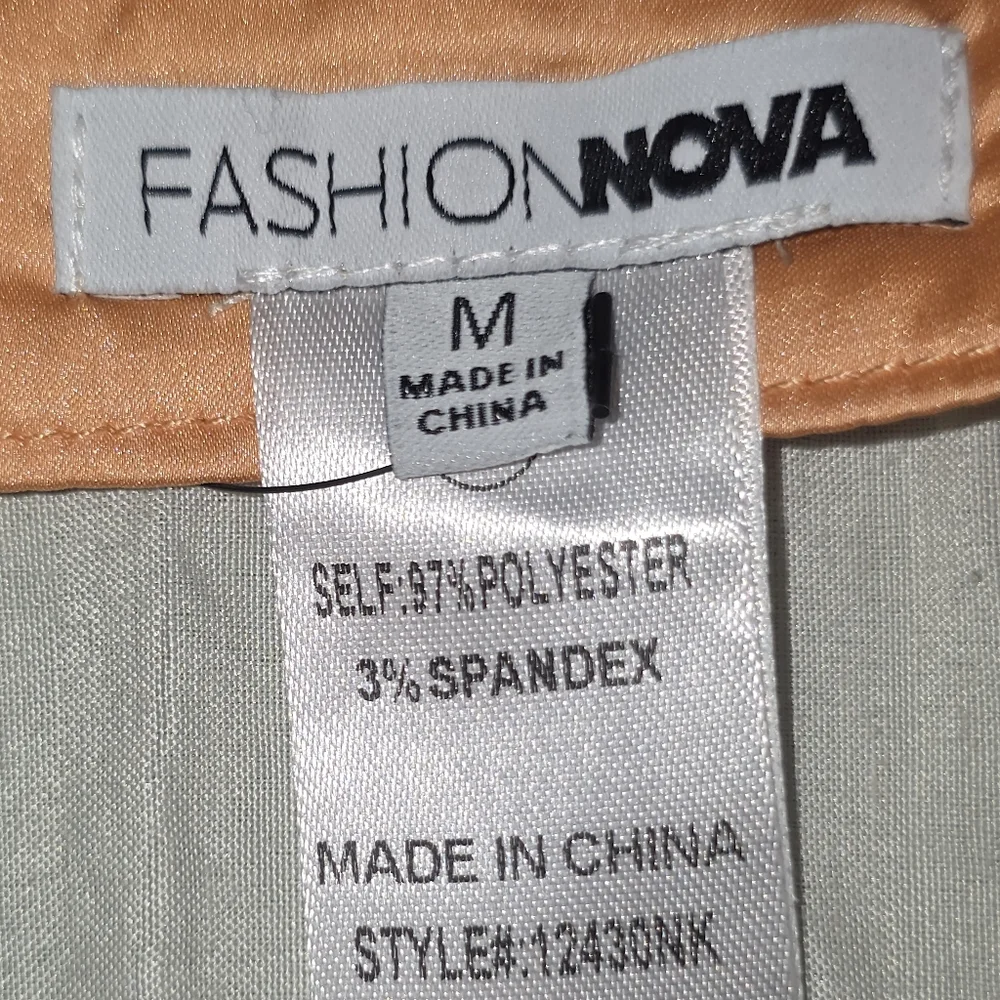 FASHIONNOVA
M
MADE IN
CHINA
SELF:97%POLYESTER
3%SPANDEX
MADE IN CHINA
STYLE#:12430NK